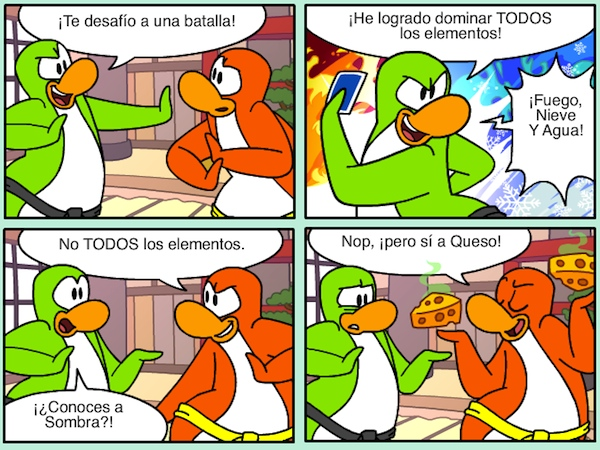 ¡Te desafío a una batalla!
¡He logrado dominar TODOS
los elementos!
¡Fuego,
Nieve
Y Agua!
No TODOS los elementos.
¡¿Conoces a
Sombra?!
Nop, ¡pero sí a Queso!